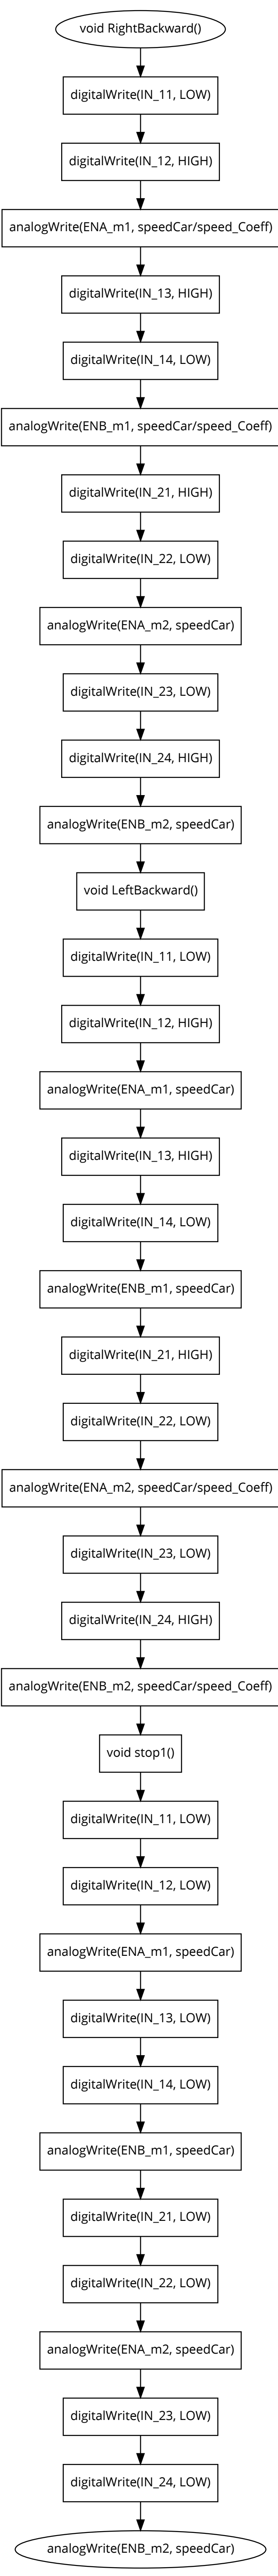 void RightBackward()
digitalWrite(IN_11, LOW)
digitalWrite(IN_12, HIGH)
analogWrite(ENA_m1, speedCar/speed_Coeff)
digitalWrite(IN_13, HIGH)
digitalWrite(IN_14, LOW)
analogWrite(ENB_m1, speedCar/speed_Coeff)
digitalWrite(IN_21, HIGH)
digitalWrite(IN_22, LOW)
analogWrite(ENA_m2, speedCar)
digitalWrite(IN_23, LOW)
digitalWrite(IN_24, HIGH)
analogWrite(ENB_m2, speedCar)
void LeftBackward()
digitalWrite(IN_11, LOW)
digitalWrite(IN_12, HIGH)
analogWrite(ENA_m1, speedCar)
digitalWrite(IN_13, HIGH)
digitalWrite(IN_14, LOW)
analogWrite(ENB_m1, speedCar)
digitalWrite(IN_21, HIGH)
digitalWrite(IN_22, LOW)
analogWrite(ENA_m2, speedCar/speed_Coeff)
digitalWrite(IN_23, LOW)
digitalWrite(IN_24, HIGH)
analogWrite(ENB_m2, speedCar/speed_Coeff)
void stop1()
digitalWrite(IN_11, LOW)
digitalWrite(IN_12, LOW)
analogWrite(ENA_m1, speedCar)
digitalWrite(IN_13, LOW)
digitalWrite(IN_14, LOW)
analogWrite(ENB_m1, speedCar)
digitalWrite(IN_21, LOW)
digitalWrite(IN_22, LOW)
analogWrite(ENA_m2, speedCar)
digitalWrite(IN_23, LOW)
digitalWrite(IN_24, LOW)
analogWrite(ENB_m2, speedCar)